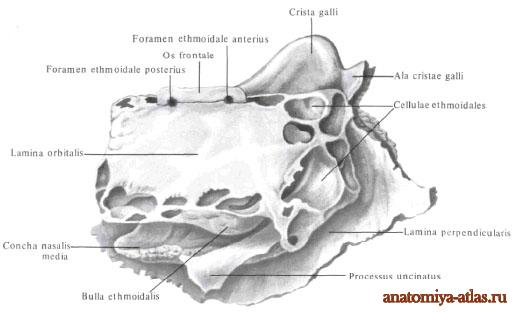 Crista galli
Foramen ethmoidale anterius
Os frontale
Foramen ethmoidale posterius
Ala cristae galli
Cellulae ethmoidales
Lamina orbitalis
Lamina perpendicularis
Concha nasalis
media
Processus uncinatus
Bulla ethmoidalis
anatomiya-atlas.ru